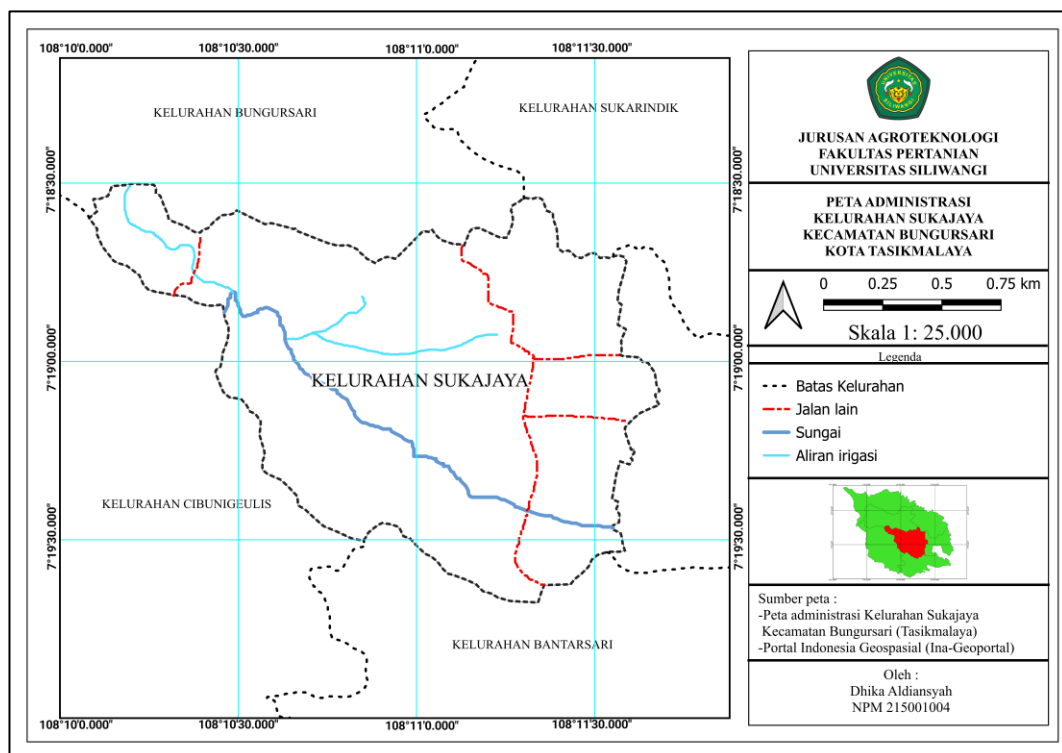 108°10'0.000"
108°10'30.000"
108°11'0.000"
108°11'30.000"
7°18'30.000"
7°19'0.000"
7°19'30.000"
KELURAHAN BUNGURSARI
KELURAHAN SUKARINDIK
KELURAHAN SUKAJAYA
KELURAHAN CIBUNIGEULIS
KELURAHAN BANTARSARI
7°18'30.000"
7°19'0.000"
7°19'30.000"
108°10'0.000"
108°10'30.000"
108°11'0.000"
108°11'30.000"
UNIVERSITAS
SILIWANGI
JURUSAN AGROTEKNOLOGI
FAKULTAS PERTANIAN
UNIVERSITAS SILIWANGI
PETA ADMINISTRASI
KELURAHAN SUKAJAYA
KECAMATAN BUNGURSARI
KOTA TASIKMALAYA
0 0.25 0.5 0.75 km
Skala 1: 25.000
Legenda
Batas Kelurahan
Jalan lain
Sungai
Aliran irigasi
Sumber peta :
-Peta administrasi Kelurahan Sukajaya
Kecamatan Bungursari (Tasikmalaya)
-Portal Indonesia Geospasial (Ina-Geoportal)
Oleh :
Dhika Aldiansyah
NPM 215001004